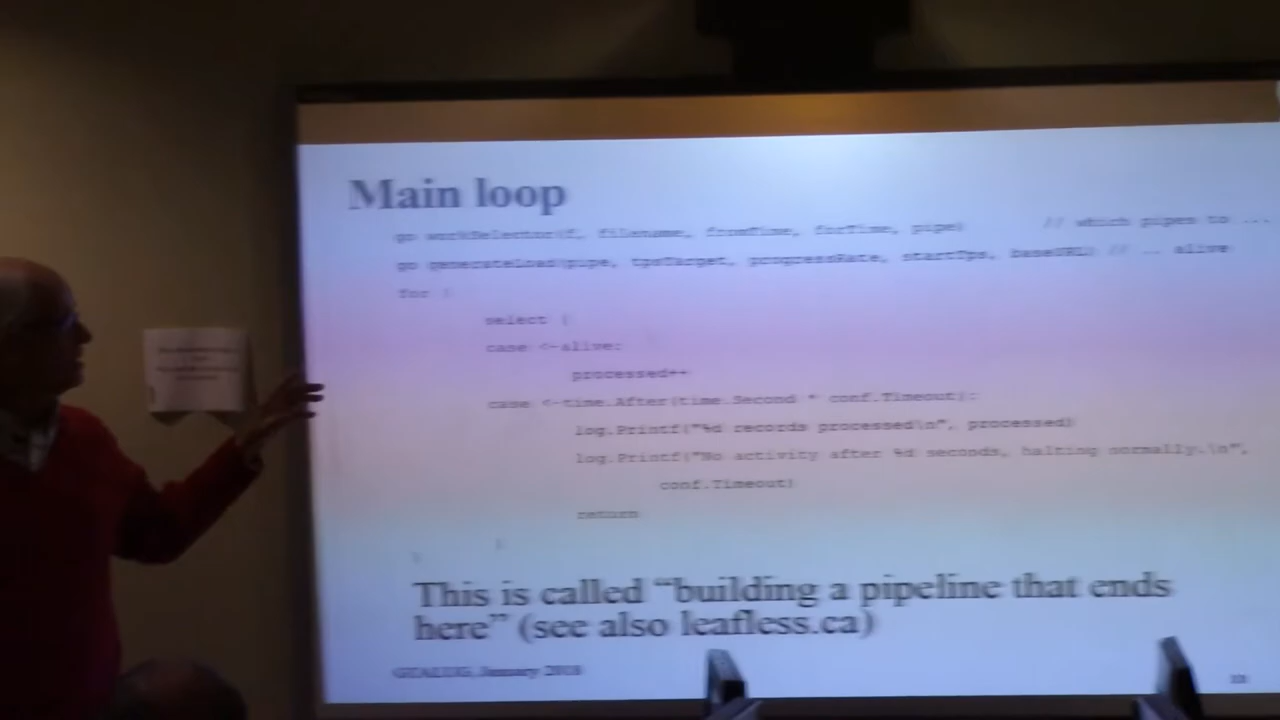 Main loop
go workSelector(f, filename, fromTime, forTime, pipe) // which pipes to ...
go generateLoad(pipe, tpsTarget, progressRate, startTps, baseURL) // ... alive
for {
select {
case <-alive:
processed++
case <-time.After(time.Second * conf.Timeout):
log.Printf("%d records processed\n", processed)
log.Printf("No activity after %d seconds, halting normally.\n",
conf.Timeout)
return
}
}
This is called “building a pipeline that ends
here” (see also leafless.ca)
GTALUG, January 2018